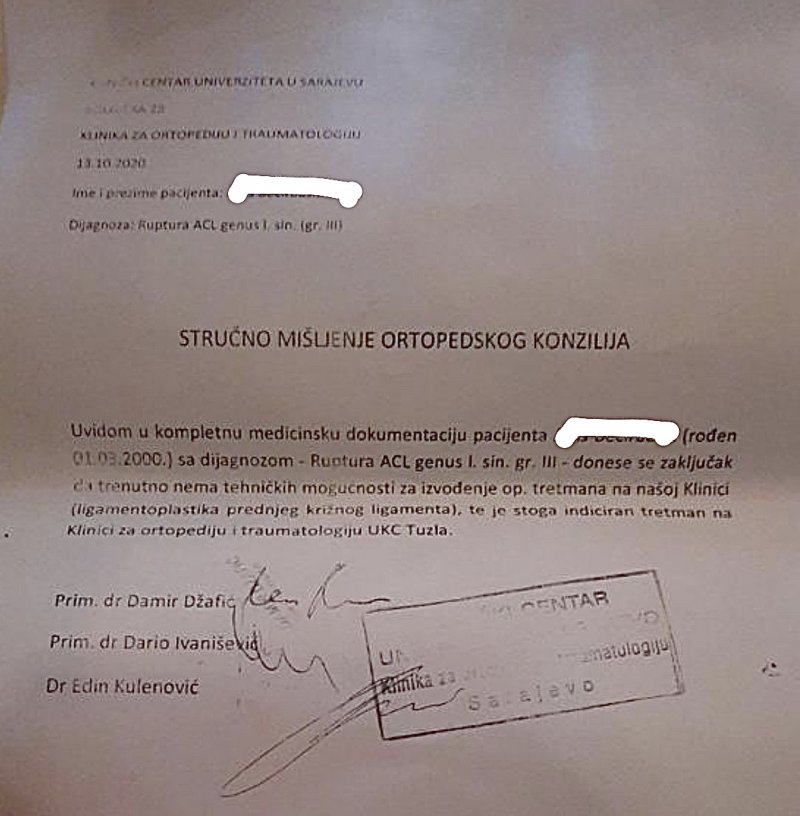 CENTAR UNIVERZITETA U SARAJEVU
KLINIKA ZA ORTOPEDIJU I TRAUMATOLOGIJU
13.10.2020
Ime i prezime pacijenta:
Dijagnoza: Ruptura ACL genus l. sin. (gr. III)
STRUČNO MIŠLJENJE ORTOPEDSKOG KONZILIJA
Uvidom u kompletnu medicinsku dokumentaciju pacijenta (rođen
01.03.2000.) sa dijagnozom - Ruptura ACL genus l. sin. gr. III - donese se zaključak
da trenutno nema tehničkih mogućnosti za izvođenje op. tretmana na našoj Klinici
(ligamentoplastika prednjeg križnog ligamenta), te je stoga indiciran tretman na
Klinici za ortopediju i traumatologiju UKC Tuzla.
Prim. dr Damir Džafić
Prim. dr Dario Ivanišević
Dr Edin Kulenović
CENTAR
Klinika za
Sarajevo